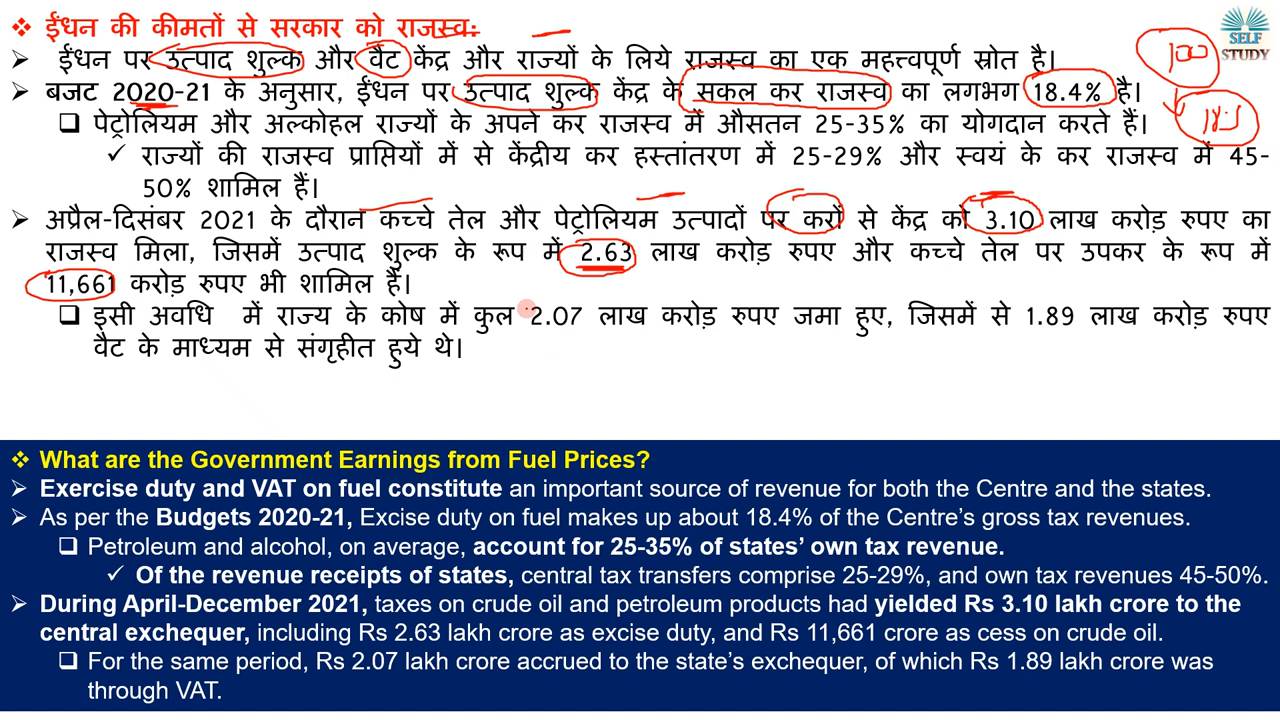 ❖ ईंधन की कीमतों से सरकार को राजस्व:
SELF
STUDY
➢ ईंधन पर उत्पाद शुल्क और वैट केंद्र और राज्यों के लिये राजस्व का एक महत्त्वपूर्ण स्रोत है।
100
➢ बजट 2020-21 के अनुसार, ईंधन पर उत्पाद शुल्क केंद्र के सकल कर राजस्व का लगभग 18.4% है।
❑ पेट्रोलियम और अल्कोहल राज्यों के अपने कर राजस्व में औसतन 25-35% का योगदान करते हैं।
✓ राज्यों की राजस्व प्राप्तियों में से केंद्रीय कर हस्तांतरण में 25-29% और स्वयं के कर राजस्व में 45-
50% शामिल हैं।
➢ अप्रैल-दिसंबर 2021 के दौरान कच्चे तेल और पेट्रोलियम उत्पादों पर करों से केंद्र को 3.10 लाख करोड़ रुपए का
राजस्व मिला, जिसमें उत्पाद शुल्क के रूप में 2.63 लाख करोड़ रुपए और कच्चे तेल पर उपकर के रूप में
11,661 करोड़ रुपए भी शामिल हैं।
❑ इसी अवधि में राज्य के कोष में कुल 2.07 लाख करोड़ रुपए जमा हुए, जिसमें से 1.89 लाख करोड़ रुपए
वैट के माध्यम से संगृहीत हुये थे।
❖ What are the Government Earnings from Fuel Prices?
➢ Exercise duty and VAT on fuel constitute an important source of revenue for both the Centre and the states.
➢ As per the Budgets 2020-21, Excise duty on fuel makes up about 18.4% of the Centre’s gross tax revenues.
❑ Petroleum and alcohol, on average, account for 25-35% of states’ own tax revenue.
✓ Of the revenue receipts of states, central tax transfers comprise 25-29%, and own tax revenues 45-50%.
➢ During April-December 2021, taxes on crude oil and petroleum products had yielded Rs 3.10 lakh crore to the
central exchequer, including Rs 2.63 lakh crore as excise duty, and Rs 11,661 crore as cess on crude oil.
❑ For the same period, Rs 2.07 lakh crore accrued to the state’s exchequer, of which Rs 1.89 lakh crore was
through VAT.